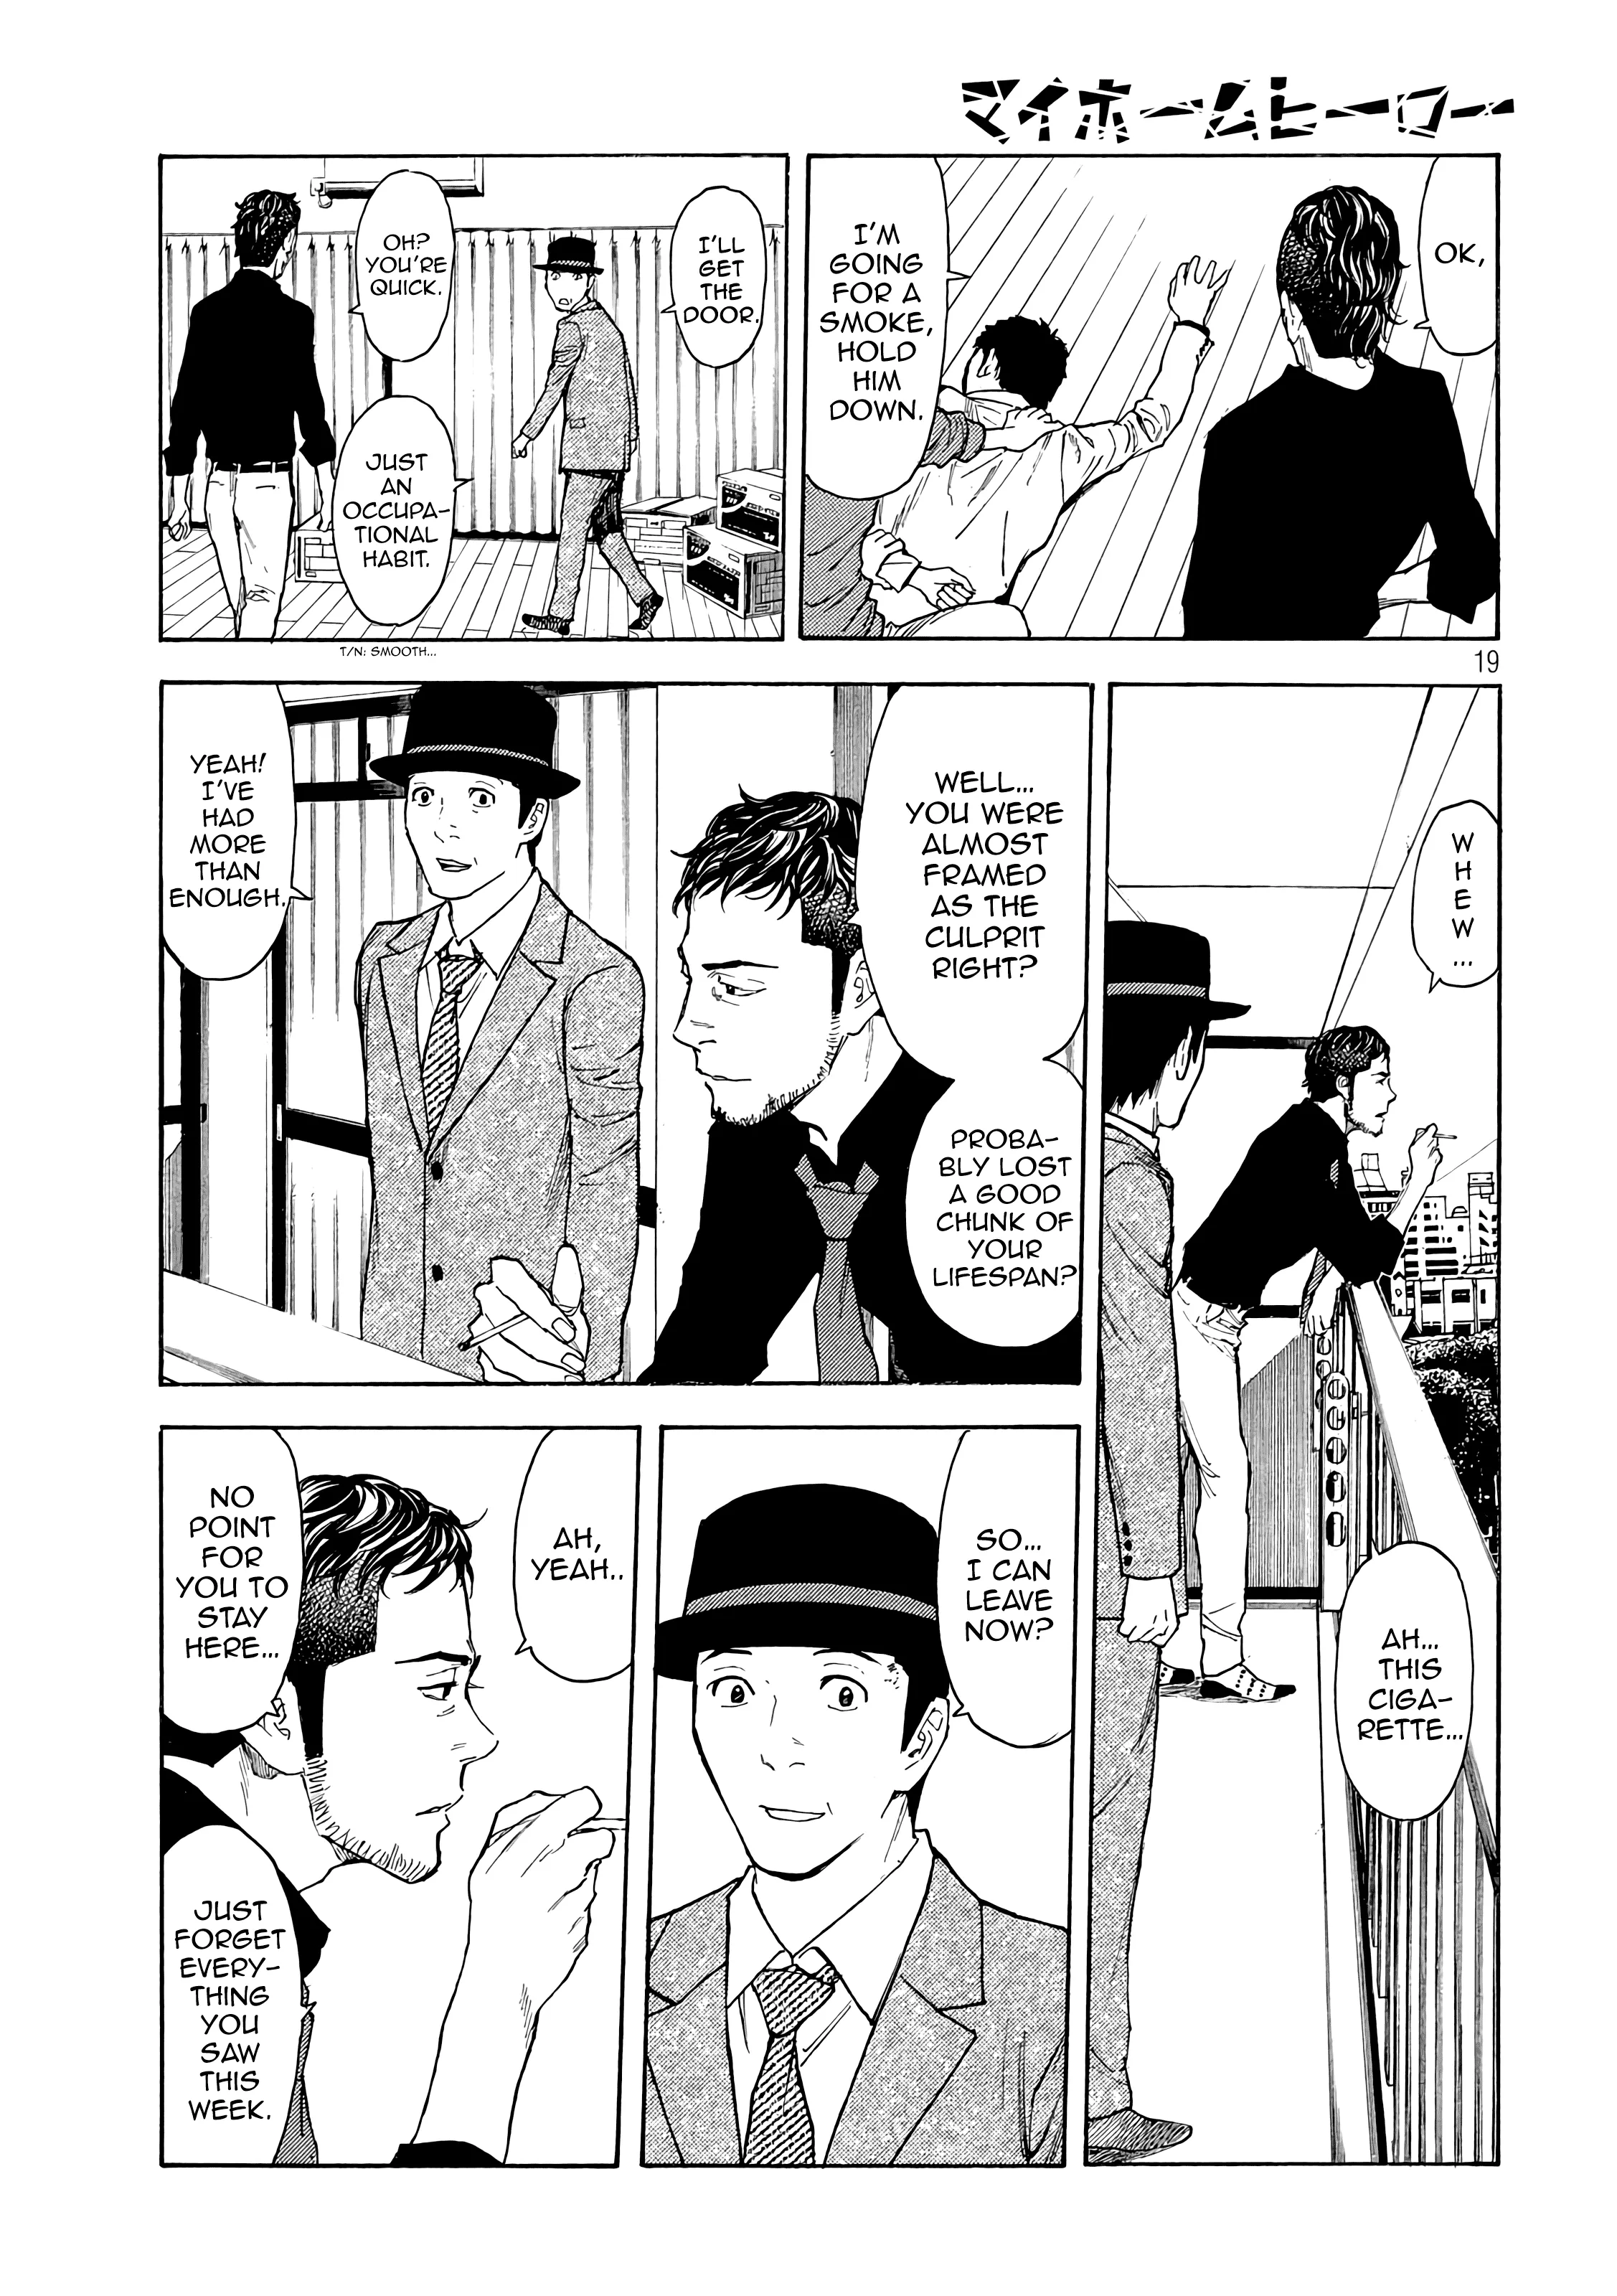 マイホームヒーロー
OK,
I'M
GOING
FOR A
SMOKE,
HOLD
HIM
DOWN.
I'LL
GET
THE
DOOR.
OH?
YOU'RE
QUICK.
JUST
AN
OCCUPA-
TIONAL
HABIT.
T/N: SMOOTH...
19
WHEW...
AH...
THIS
CIGA-
RETTE...
WELL...
YOU WERE
ALMOST
FRAMED
AS THE
CULPRIT
RIGHT?
PROBA-
BLY LOST
A GOOD
CHUNK OF
YOUR
LIFESPAN?
YEAH!
I'VE
HAD
MORE
THAN
ENOUGH.
SO...
I CAN
LEAVE
NOW?
AH,
YEAH..
NO
POINT
FOR
YOU TO
STAY
HERE...
JUST
FORGET
EVERY-
THING
YOU
SAW
THIS
WEEK.